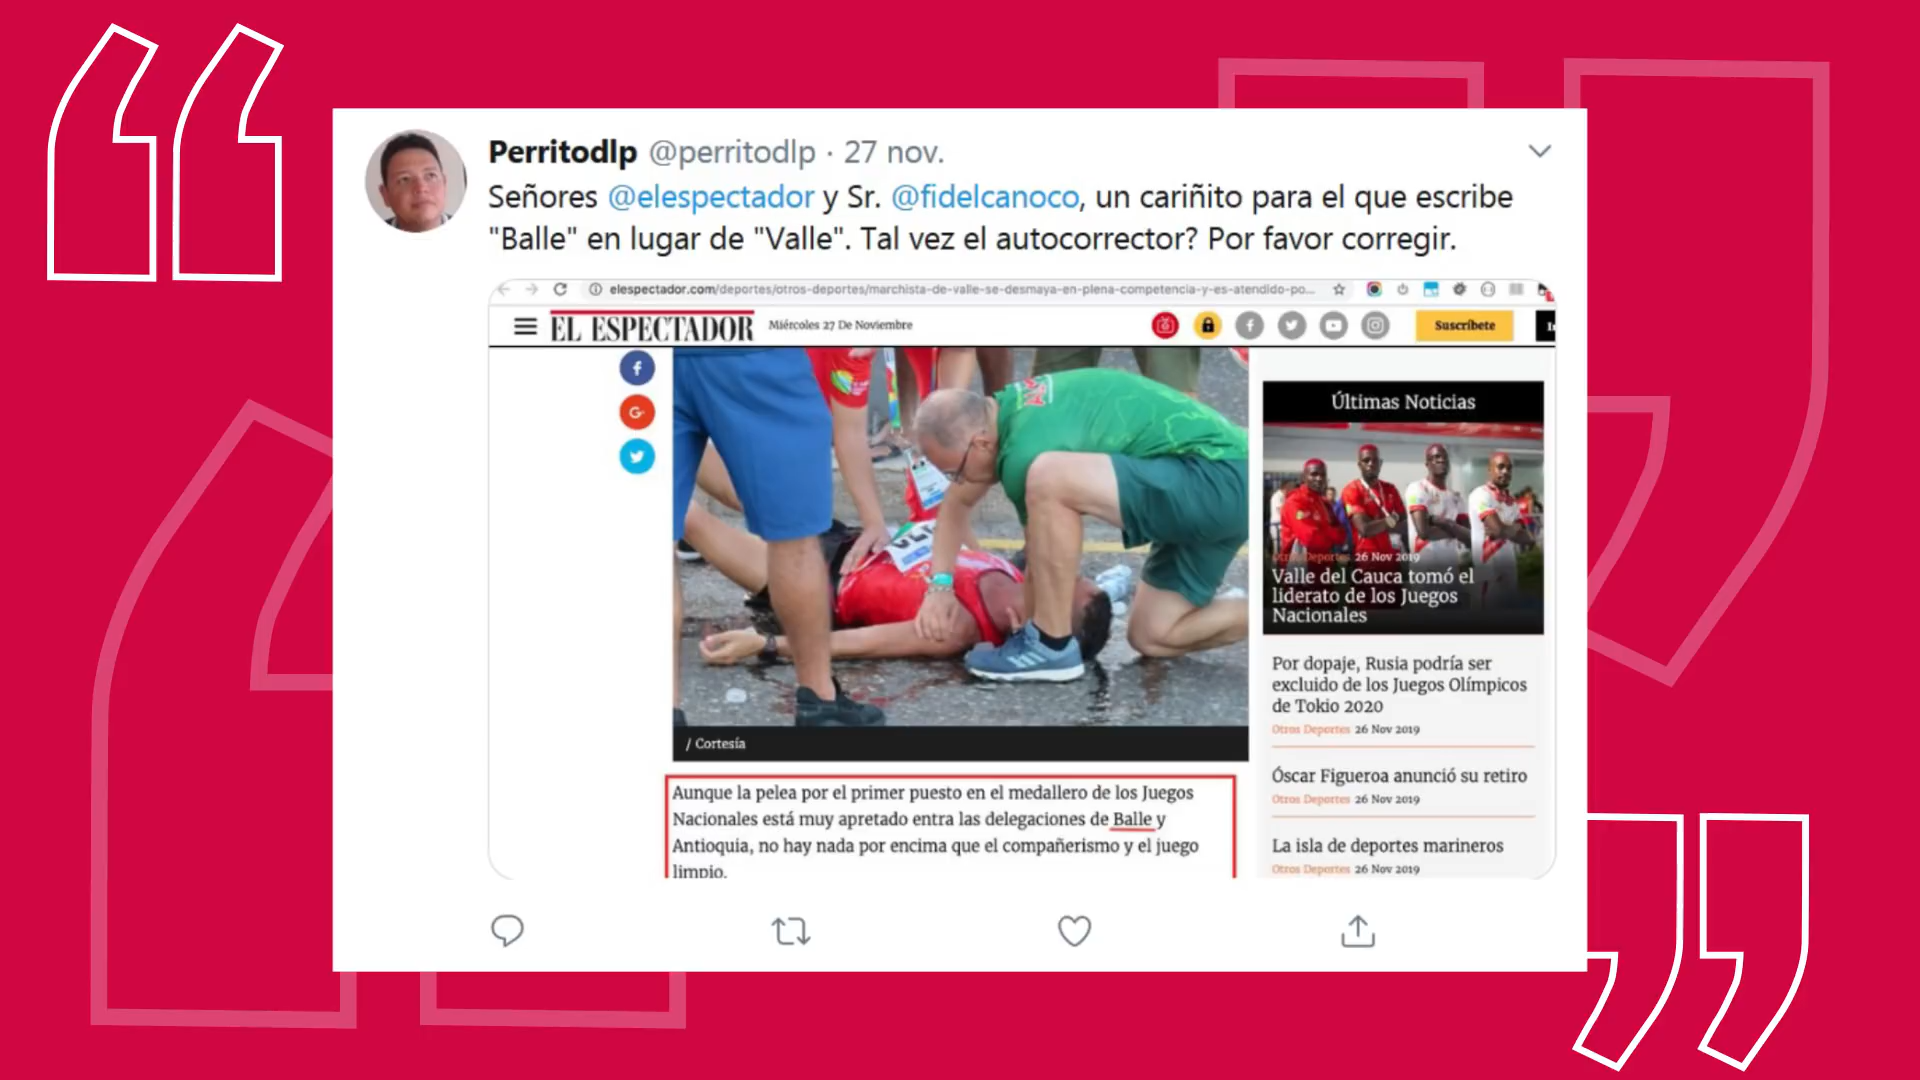 Perritodlp @perritodlp · 27 nov.
Señores @elespectador y Sr. @fidelcanoco, un cariñito para el que escribe
"Balle" en lugar de "Valle". Tal vez el autocorrector? Por favor corregir.
elespectador.com/deportes/otros-deportes/marchista-de-valle-se-desmaya-en-plena-competencia-y-es-atendido-po...
EL ESPECTADOR
Miércoles 27 De Noviembre
Suscríbete
/ Cortesía
Aunque la pelea por el primer puesto en el medallero de los Juegos
Nacionales está muy apretado entra las delegaciones de Balle y
Antioquia, no hay nada por encima que el compañerismo y el juego
limpio.
Últimas Noticias
Otros Deportes 26 Nov 2019
Valle del Cauca tomó el
liderato de los Juegos
Nacionales
Por dopaje, Rusia podría ser
excluido de los Juegos Olímpicos
de Tokio 2020
Otros Deportes 26 Nov 2019
Óscar Figueroa anunció su retiro
Otros Deportes 26 Nov 2019
La isla de deportes marineros
Otros Deportes 26 Nov 2019